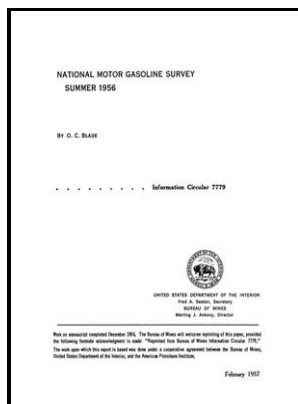 NATIONAL MOTOR GASOLINE SURVEY
SUMMER 1956
BY O. C. BLADE
. . . . . . . . . Information Circular 7779
UNITED STATES DEPARTMENT OF THE INTERIOR
Fred A. Seaton, Secretary
BUREAU OF MINES
Marling J. Ankeny, Director
Work on manuscript completed December 1956. The Bureau of Mines will welcome reprinting of this paper, provided
the following footnote acknowledgment is made: "Reprinted from Bureau of Mines Information Circular 7779."
The work upon which this report is based was done under a cooperative agreement between the Bureau of Mines,
United States Department of the Interior, and the American Petroleum Institute.
February 1957